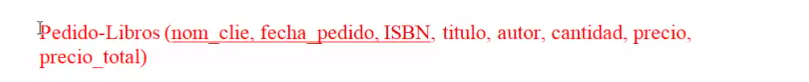 Pedido-Libros (nom_clie, fecha_pedido, ISBN, titulo, autor, cantidad, precio,
precio_total)